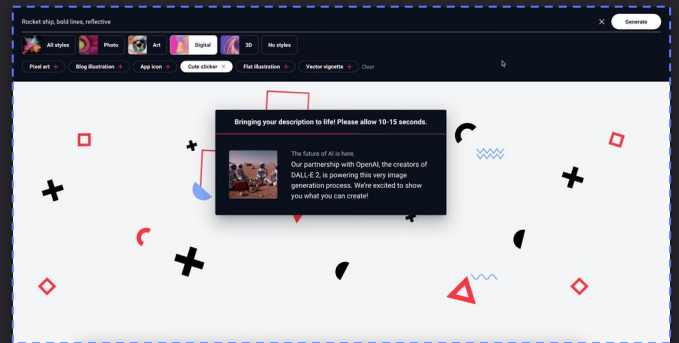 Rocket ship, bold lines, reflective
Generate
All styles
Photo
Art
Digital
3D
No styles
Pixel art +
Blog illustration +
App icon +
Cute sticker ×
Flat illustration +
Vector vignette +
Clear
Bringing your description to life! Please allow 10-15 seconds.
The future of AI is here.
Our partnership with OpenAI, the creators of
DALL-E 2, is powering this very image
generation process. We're excited to show
you what you can create!